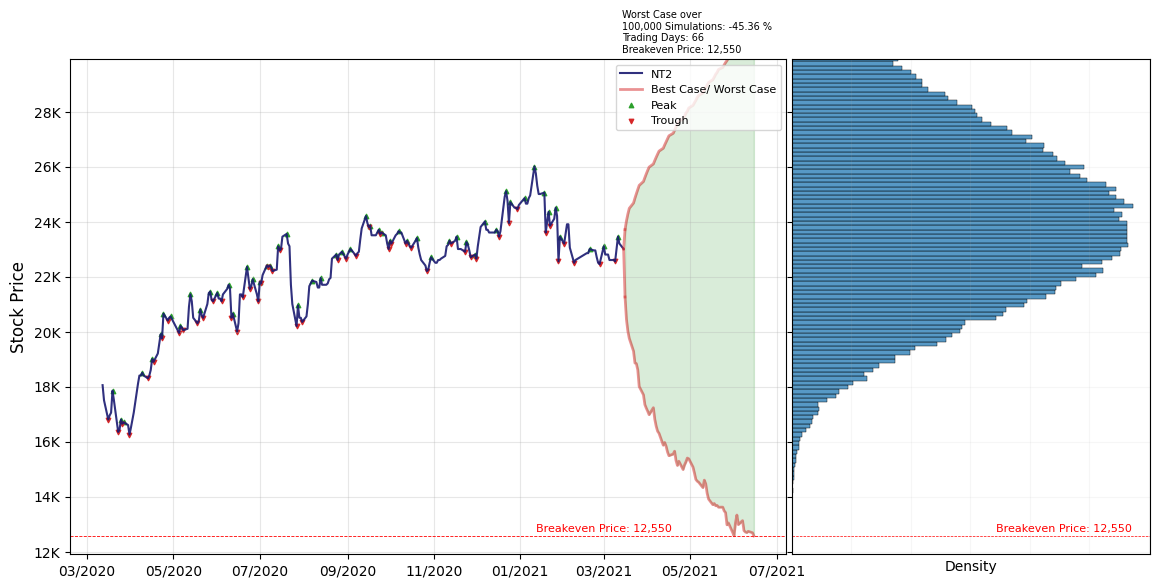 Worst Case over
100,000 Simulations: -45.36 %
Trading Days: 66
Breakeven Price: 12,550
NT2
Best Case/ Worst Case
Peak
Trough
28K
26K
24K
22K
20K
18K
16K
14K
12K
Stock Price
Breakeven Price: 12,550
Breakeven Price: 12,550
03/2020
05/2020
07/2020
09/2020
11/2020
01/2021
03/2021
05/2021
07/2021
Density